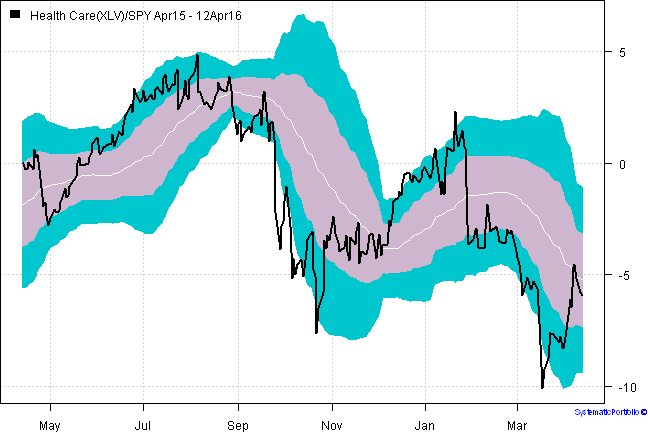 Health Care(XLV)/SPY Apr15 - 12Apr16
5
0
-5
-10
May Jul Sep Nov Jan Mar
SystematicPortfolio ©